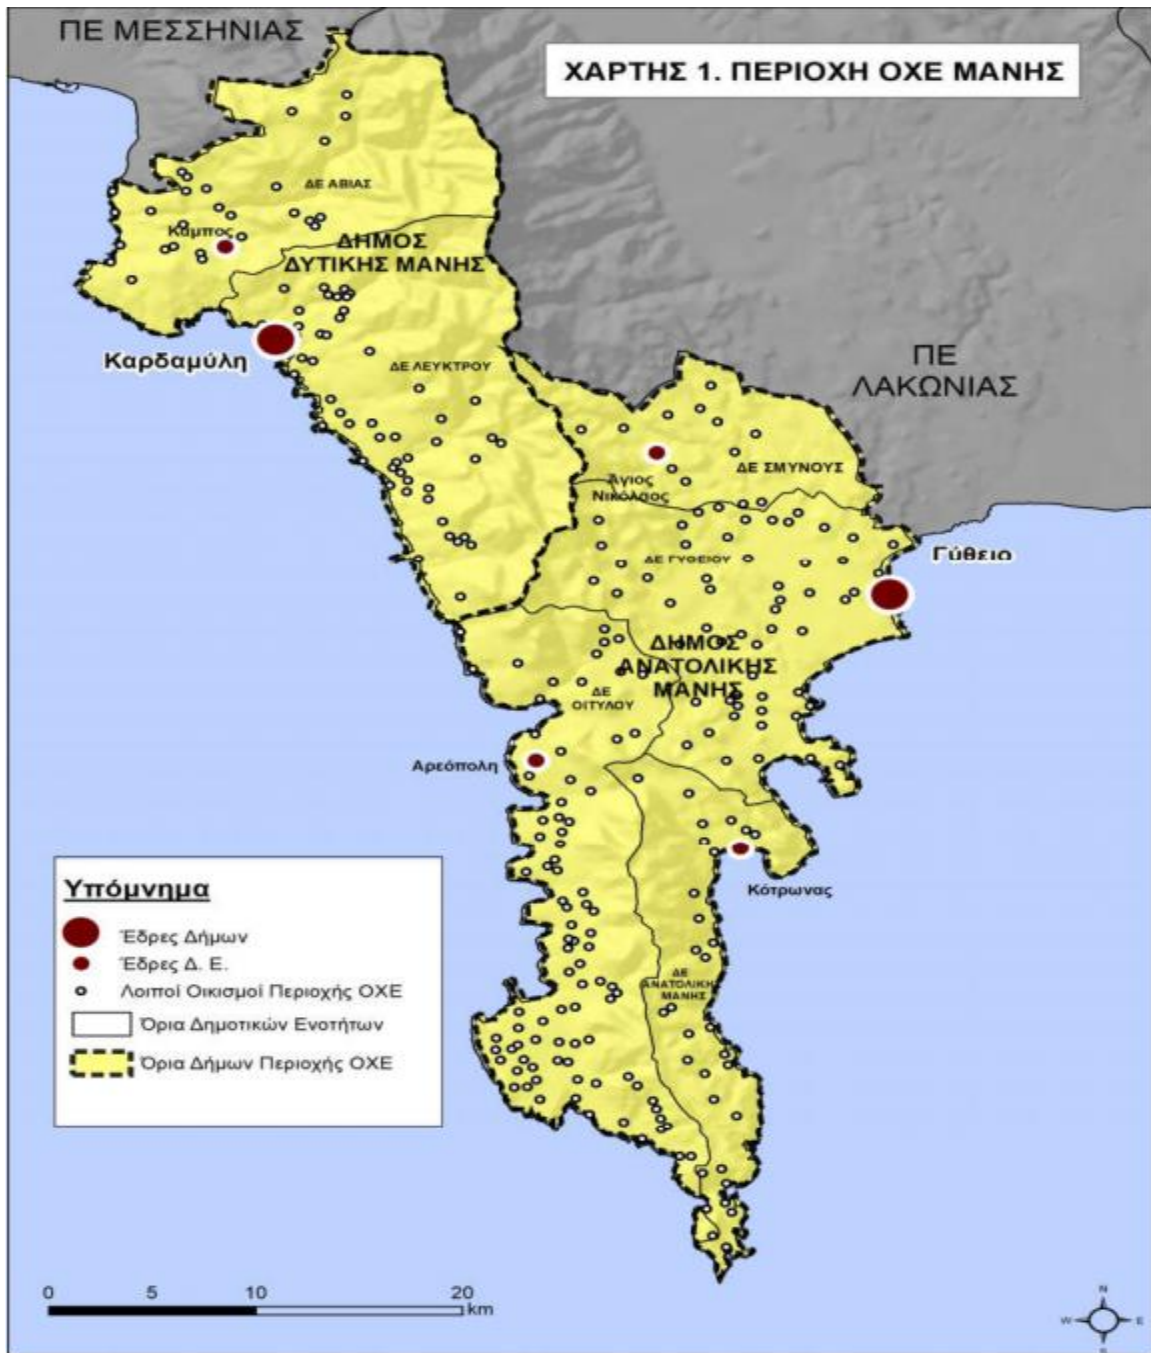 ΠΕ ΜΕΣΣΗΝΙΑΣ
ΧΑΡΤΗΣ 1. ΠΕΡΙΟΧΗ ΟΧΕ ΜΑΝΗΣ
ΔΕ ΑΒΙΑΣ
Κάμπος
ΔΗΜΟΣ
ΔΥΤΙΚΗΣ ΜΑΝΗΣ
Καρδαμύλη
ΔΕ ΛΕΥΚΤΡΟΥ
ΠΕ
ΛΑΚΩΝΙΑΣ
ΔΕ ΣΜΥΝΟΥΣ
Άγιος
Νικόλαος
Γύθειο
ΔΕ ΓΥΘΕΙΟΥ
ΔΗΜΟΣ
ΑΝΑΤΟΛΙΚΗΣ
ΜΑΝΗΣ
ΔΕ
ΟΙΤΥΛΟΥ
Αρεόπολη
Κότρωνας
ΔΕ
ΑΝΑΤΟΛΙΚΗΣ
ΜΑΝΗΣ
Υπόμνημα
Έδρες Δήμων
Έδρες Δ. Ε.
Λοιποί Οικισμοί Περιοχής ΟΧΕ
Όρια Δημοτικών Ενοτήτων
Όρια Δήμων Περιοχής ΟΧΕ
0 5 10 20
km
N
W E
S